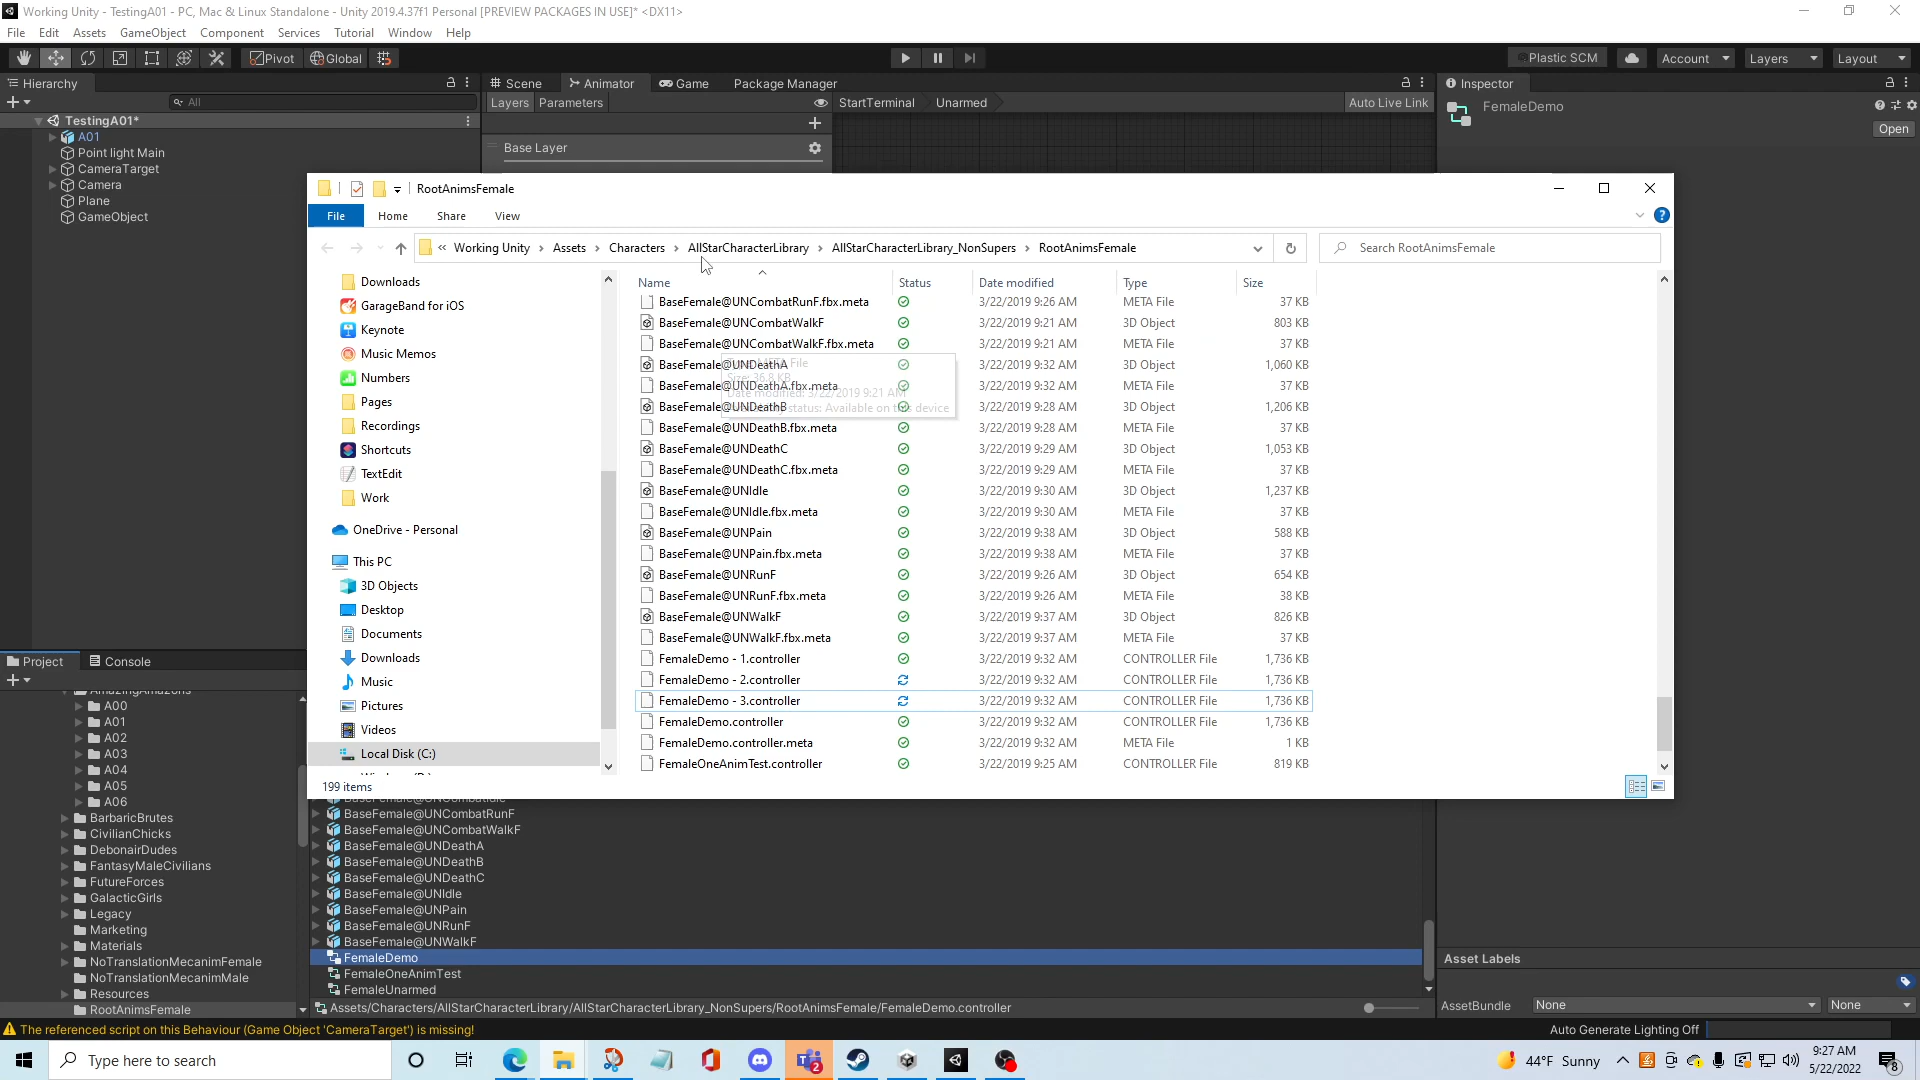 Working Unity - TestingA01 - PC, Mac & Linux Standalone - Unity 2019.4.37f1 Personal [PREVIEW PACKAGES IN USE]* <DX11>
File Edit Assets GameObject Component Services Tutorial Window Help
Pivot Global Plastic SCM Account Layers Layout
Hierarchy
All
TestingA01*
A01
Point light Main
CameraTarget
Camera
Plane
GameObject
Scene Animator Game Package Manager
Layers Parameters StartTerminal Unarmed Auto Live Link
Base Layer
Inspector
FemaleDemo
Open
RootAnimsFemale
File Home Share View
« Working Unity > Assets > Characters > AllStarCharacterLibrary > AllStarCharacterLibrary_NonSupers > RootAnimsFemale
Search RootAnimsFemale
Downloads
GarageBand for iOS
Keynote
Music Memos
Numbers
Pages
Recordings
Shortcuts
TextEdit
Work
OneDrive - Personal
This PC
3D Objects
Desktop
Documents
Downloads
Music
Pictures
Videos
Local Disk (C:)
Name Status Date modified Type Size
BaseFemale@UNCombatRunF.fbx.meta 3/22/2019 9:26 AM META File 37 KB
BaseFemale@UNCombatWalkF 3/22/2019 9:21 AM 3D Object 803 KB
BaseFemale@UNCombatWalkF.fbx.meta 3/22/2019 9:21 AM META File 37 KB
BaseFemale@UNDeathA 3/22/2019 9:32 AM 3D Object 1,060 KB
BaseFemale@UNDeathA.fbx.meta 3/22/2019 9:32 AM META File 37 KB
BaseFemale@UNDeathB 3/22/2019 9:28 AM 3D Object 1,206 KB
BaseFemale@UNDeathB.fbx.meta 3/22/2019 9:28 AM META File 37 KB
BaseFemale@UNDeathC 3/22/2019 9:29 AM 3D Object 1,053 KB
BaseFemale@UNDeathC.fbx.meta 3/22/2019 9:29 AM META File 37 KB
BaseFemale@UNIdle 3/22/2019 9:30 AM 3D Object 1,237 KB
BaseFemale@UNIdle.fbx.meta 3/22/2019 9:30 AM META File 37 KB
BaseFemale@UNPain 3/22/2019 9:38 AM 3D Object 588 KB
BaseFemale@UNPain.fbx.meta 3/22/2019 9:38 AM META File 37 KB
BaseFemale@UNRunF 3/22/2019 9:26 AM 3D Object 654 KB
BaseFemale@UNRunF.fbx.meta 3/22/2019 9:26 AM META File 38 KB
BaseFemale@UNWalkF 3/22/2019 9:37 AM 3D Object 826 KB
BaseFemale@UNWalkF.fbx.meta 3/22/2019 9:37 AM META File 37 KB
FemaleDemo - 1.controller 3/22/2019 9:32 AM CONTROLLER File 1,736 KB
FemaleDemo - 2.controller 3/22/2019 9:32 AM CONTROLLER File 1,736 KB
FemaleDemo - 3.controller 3/22/2019 9:32 AM CONTROLLER File 1,736 KB
FemaleDemo.controller 3/22/2019 9:32 AM CONTROLLER File 1,736 KB
FemaleDemo.controller.meta 3/22/2019 9:32 AM META File 1 KB
FemaleOneAnimTest.controller 3/22/2019 9:25 AM CONTROLLER File 819 KB
Size: 36.8 KB
Date modified: 3/22/2019 9:21 AM
status: Available on this device
199 items
Project Console
AmazingAmazons
A00
A01
A02
A03
A04
A05
A06
BarbaricBrutes
CivilianChicks
DebonairDudes
FantasyMaleCivilians
FutureForces
GalacticGirls
Legacy
Marketing
Materials
NoTranslationMecanimFemale
NoTranslationMecanimMale
Resources
RootAnimsFemale
BaseFemale@UNCombatIdle
BaseFemale@UNCombatRunF
BaseFemale@UNCombatWalkF
BaseFemale@UNDeathA
BaseFemale@UNDeathB
BaseFemale@UNDeathC
BaseFemale@UNIdle
BaseFemale@UNPain
BaseFemale@UNRunF
BaseFemale@UNWalkF
FemaleDemo
FemaleOneAnimTest
FemaleUnarmed
Assets/Characters/AllStarCharacterLibrary/AllStarCharacterLibrary_NonSupers/RootAnimsFemale/FemaleDemo.controller
Asset Labels
AssetBundle None None
The referenced script on this Behaviour (Game Object 'CameraTarget') is missing!
Auto Generate Lighting Off
Type here to search
2
44°F Sunny
9:27 AM
5/22/2022
8